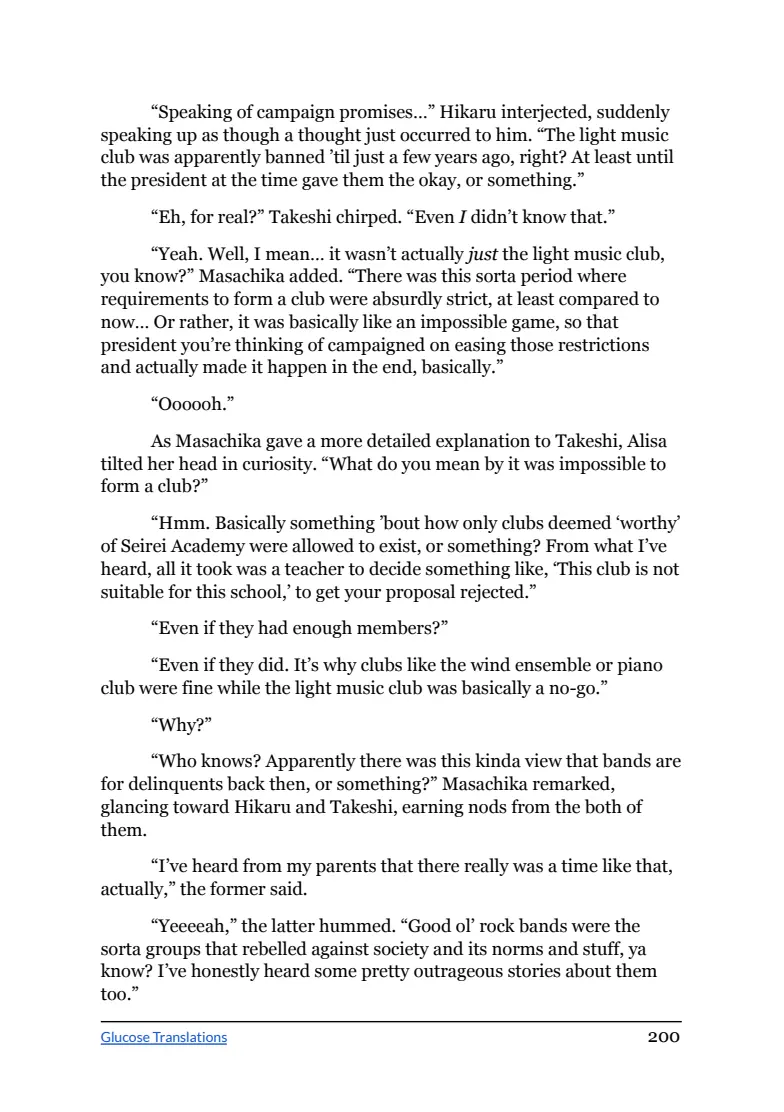 “Speaking of campaign promises…” Hikaru interjected, suddenly
speaking up as though a thought just occurred to him. “The light music
club was apparently banned ’til just a few years ago, right? At least until
the president at the time gave them the okay, or something.”
“Eh, for real?” Takeshi chirped. “Even I didn’t know that.”
“Yeah. Well, I mean… it wasn’t actually just the light music club,
you know?” Masachika added. “There was this sorta period where
requirements to form a club were absurdly strict, at least compared to
now… Or rather, it was basically like an impossible game, so that
president you’re thinking of campaigned on easing those restrictions
and actually made it happen in the end, basically.”
“Oooooh.”
As Masachika gave a more detailed explanation to Takeshi, Alisa
tilted her head in curiosity. “What do you mean by it was impossible to
form a club?”
“Hmm. Basically something ’bout how only clubs deemed ‘worthy’
of Seirei Academy were allowed to exist, or something? From what I’ve
heard, all it took was a teacher to decide something like, ‘This club is not
suitable for this school,’ to get your proposal rejected.”
“Even if they had enough members?”
“Even if they did. It’s why clubs like the wind ensemble or piano
club were fine while the light music club was basically a no-go.”
“Why?”
“Who knows? Apparently there was this kinda view that bands are
for delinquents back then, or something?” Masachika remarked,
glancing toward Hikaru and Takeshi, earning nods from the both of
them.
“I’ve heard from my parents that there really was a time like that,
actually,” the former said.
“Yeeeeah,” the latter hummed. “Good ol’ rock bands were the
sorta groups that rebelled against society and its norms and stuff, ya
know? I’ve honestly heard some pretty outrageous stories about them
too.”
Glucose Translations 200